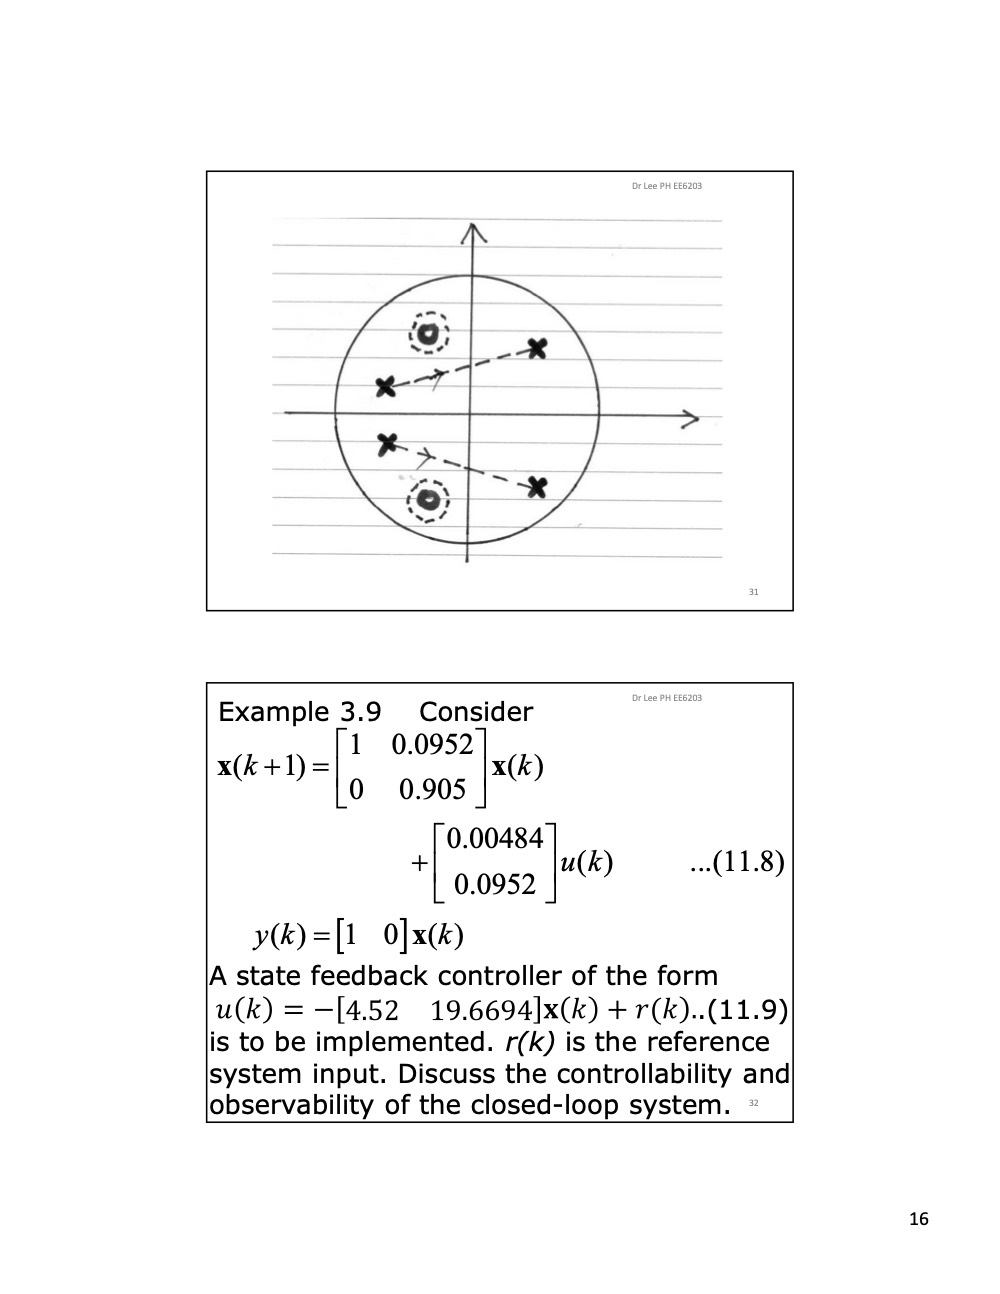 Dr Lee PH EE6203
31
Dr Lee PH EE6203
Example 3.9 Consider
x(k+1) = [1 0.0952
0 0.905] x(k)
+ [0.00484
0.0952] u(k) ...(11.8)
y(k) = [1 0]x(k)
A state feedback controller of the form
u(k) = −[4.52 19.6694]x(k) + r(k)..(11.9)
is to be implemented. r(k) is the reference
system input. Discuss the controllability and
observability of the closed-loop system.
32
16